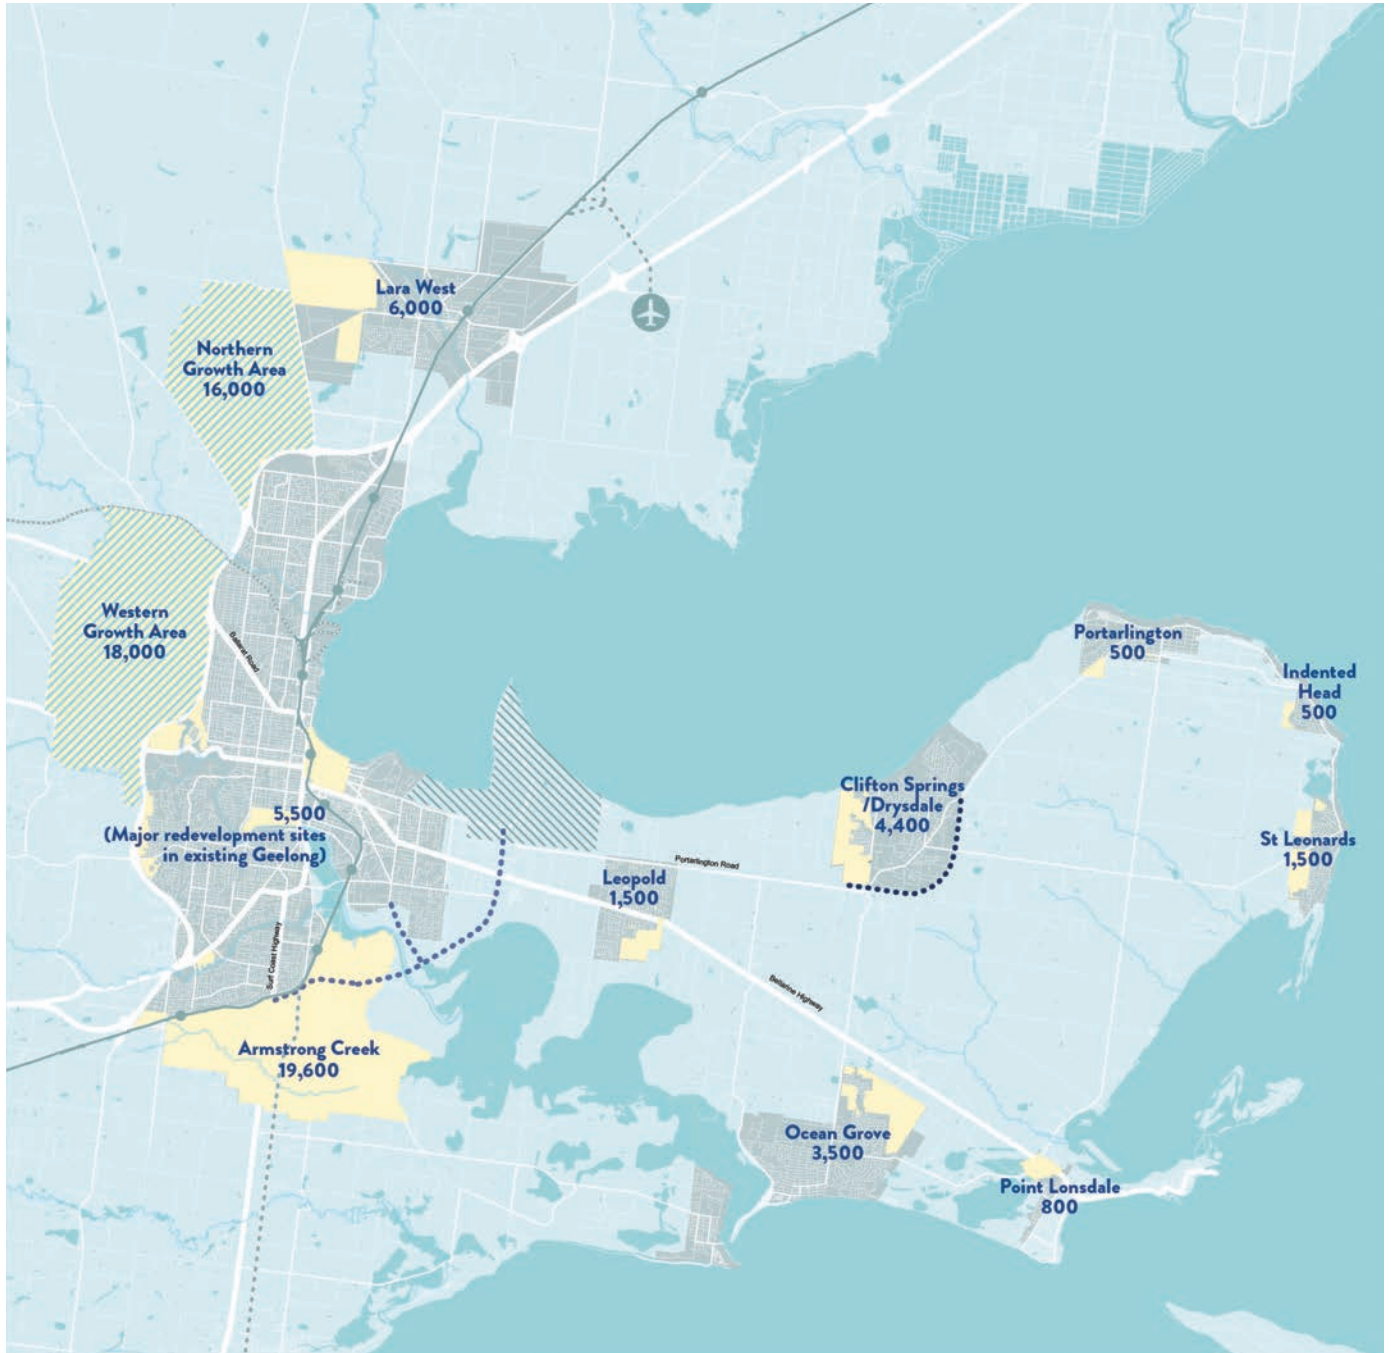 Lara West
6,000
Northern
Growth Area
16,000
Western
Growth Area
18,000
Ballarat Road
Portarlington
500
Indented
Head
500
Clifton Springs
/Drysdale
4,400
5,500
(Major redevelopment sites
in existing Geelong)
St Leonards
1,500
Portarlington Road
Leopold
1,500
Surf Coast Highway
Bellarine Highway
Armstrong Creek
19,600
Ocean Grove
3,500
Point Lonsdale
800